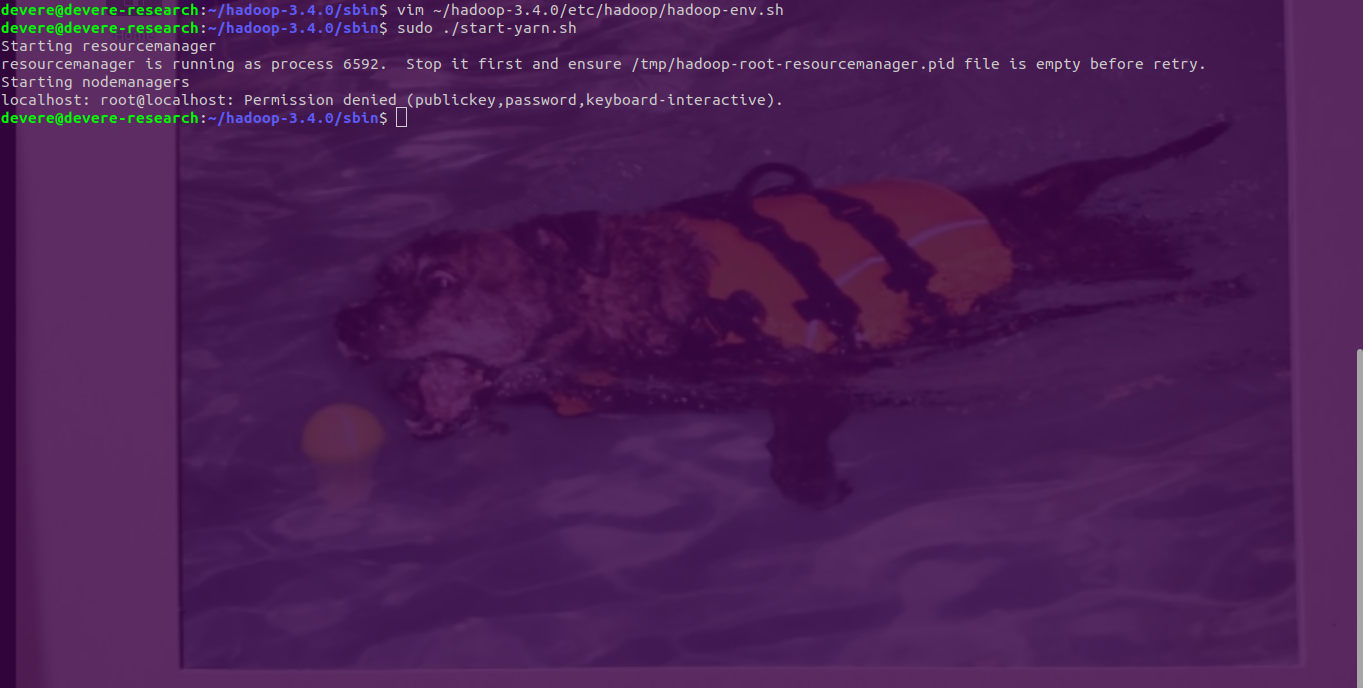 devere@devere-research:~/hadoop-3.4.0/sbin$ vim ~/hadoop-3.4.0/etc/hadoop/hadoop-env.sh
devere@devere-research:~/hadoop-3.4.0/sbin$ sudo ./start-yarn.sh
Starting resourcemanager
resourcemanager is running as process 6592.  Stop it first and ensure /tmp/hadoop-root-resourcemanager.pid file is empty before retry.
Starting nodemanagers
localhost: root@localhost: Permission denied (publickey,password,keyboard-interactive).
devere@devere-research:~/hadoop-3.4.0/sbin$